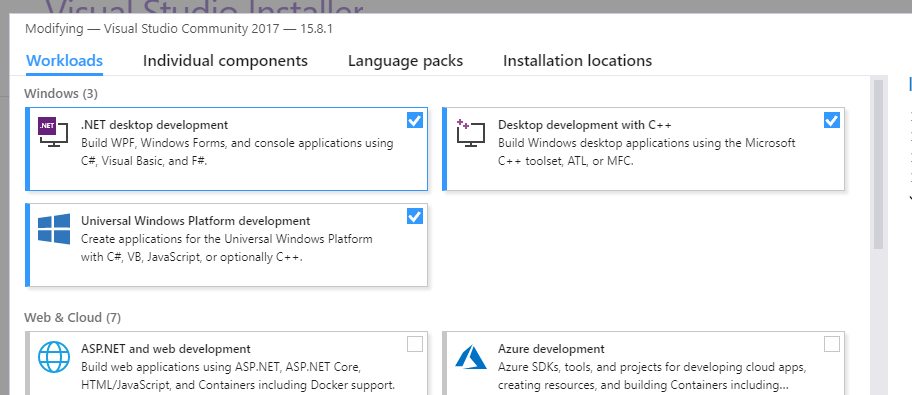 Visual Studio Installer
Modifying — Visual Studio Community 2017 — 15.8.1
Workloads Individual components Language packs Installation locations
Windows (3)
.NET
.NET desktop development
Build WPF, Windows Forms, and console applications using
C#, Visual Basic, and F#.
Desktop development with C++
Build Windows desktop applications using the Microsoft
C++ toolset, ATL, or MFC.
Universal Windows Platform development
Create applications for the Universal Windows Platform
with C#, VB, JavaScript, or optionally C++.
Web & Cloud (7)
ASP.NET and web development
Build web applications using ASP.NET, ASP.NET Core,
HTML/JavaScript, and Containers including Docker support.
Azure development
Azure SDKs, tools, and projects for developing cloud apps,
creating resources, and building Containers including...